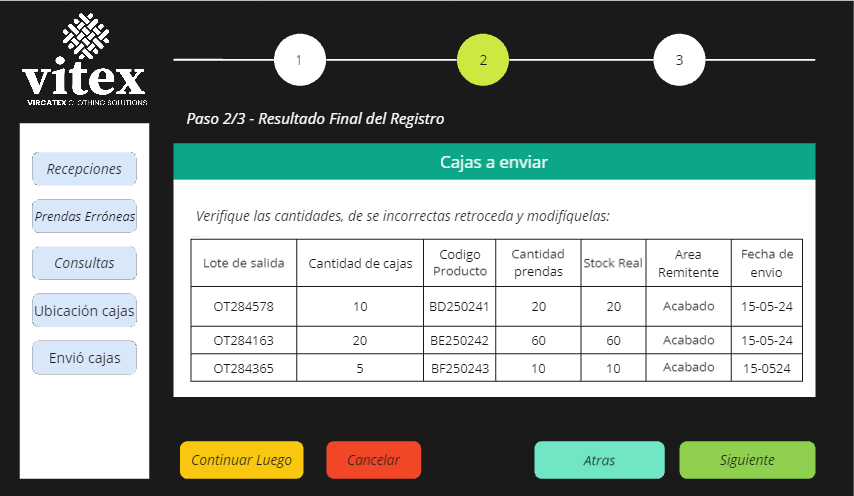 vitex
VIRCATEX CLOTHING SOLUTIONS
1
2
3
Paso 2/3 - Resultado Final del Registro
Recepciones
Prendas Erróneas
Consultas
Ubicación cajas
Envió cajas
Cajas a enviar
Verifique las cantidades, de se incorrectas retroceda y modifíquelas:
Lote de salida Cantidad de cajas Codigo Producto Cantidad prendas Stock Real Area Remitente Fecha de envio
OT284578 10 BD250241 20 20 Acabado 15-05-24
OT284163 20 BE250242 60 60 Acabado 15-05-24
OT284365 5 BF250243 10 10 Acabado 15-0524
Continuar Luego
Cancelar
Atras
Siguiente